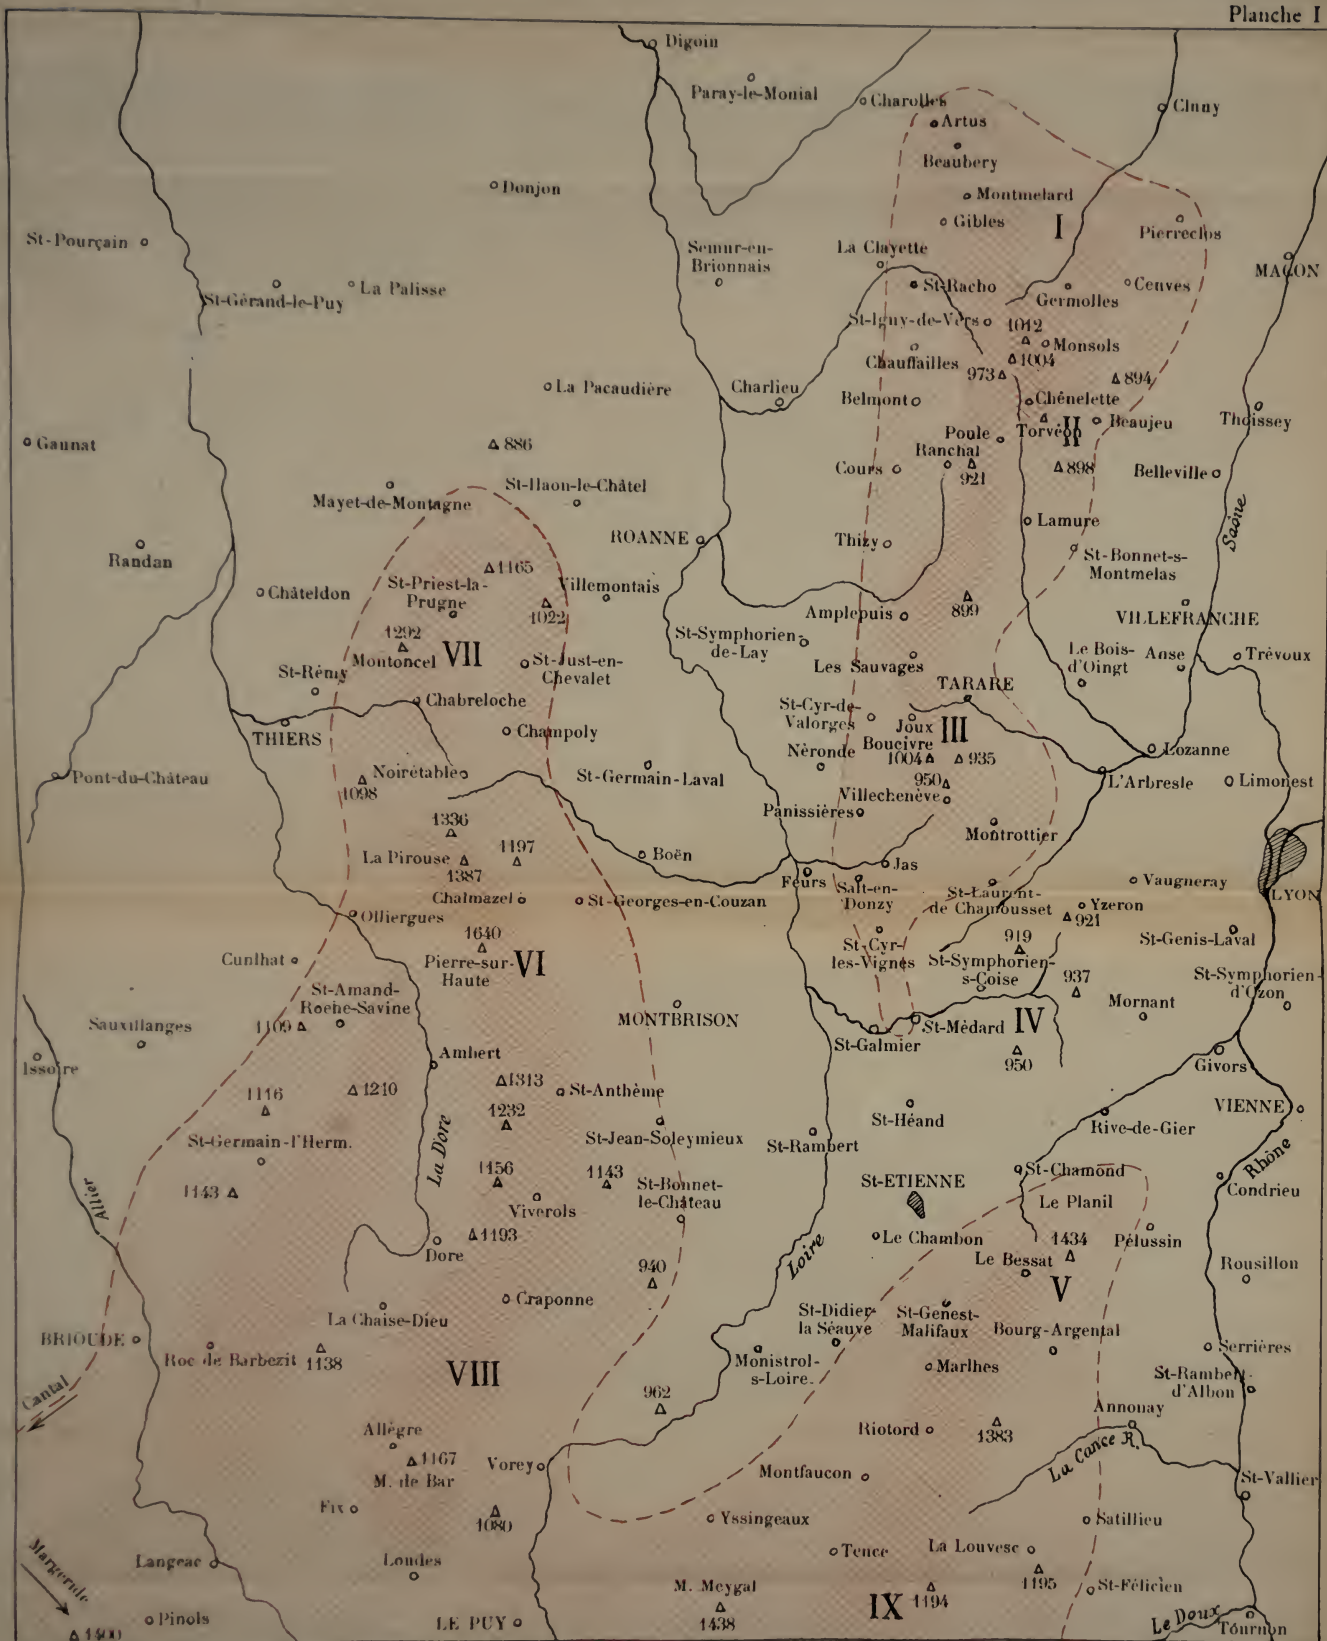 Planche I
Digoin
Paray-le-Monial
Charolles
Cluny
Artus
Beaubery
Donjon
Montmelard
Gibles
I
Pierreclos
St-Pourçain
Semur-en-
Brionnais
La Clayette
MACON
St-Gérand-le-Puy
La Palisse
St-Racho
Germolles
Cenves
St-Igny-de-Vers
1012
Monsols
Chauffailles
1004
973
894
La Pacaudière
Charlieu
Belmont
Chênelette
Torvéon
II
Beaujeu
Thoissey
Gannat
886
Poule
Ranchal
921
Cours
898
Belleville
Mayet-de-Montagne
St-Haon-le-Châtel
Lamure
Saône
Randan
ROANNE
Thizy
St-Bonnet-s-
Montmelas
Châteldon
St-Priest-la-
Prugne
1165
Villemontais
1022
Amplepuis
899
VILLEFRANCHE
1292
Montoncel
VII
St-Symphorien-
de-Lay
Les Sauvages
Le Bois-
d'Oingt
Anse
Trévoux
St-Rémy
St-Just-en-
Chevalet
TARARE
Chabreloche
St-Cyr-de-
Valorges
Joux
III
THIERS
Champoly
Boucivre
1004
935
Lozanne
Pont-du-Château
Noirétable
1098
St-Germain-Laval
Néronde
950
Villechenève
L'Arbresle
Limonest
Panissières
Montrottier
1336
La Pirouse
1387
1197
Boën
Feurs
Jas
LYON
Chalmazel
St-Georges-en-Couzan
Salt-en-
Donzy
St-Laurent-
de Chamousset
Vaugneray
Yzeron
921
Olliergues
1640
Pierre-sur-
Haute
VI
St-Cyr-
les-Vignes
919
St-Symphorien-
s-Coise
St-Genis-Laval
Cunlhat
St-Amand-
Roche-Savine
1109
937
Mornant
St-Symphorien-
d'Ozon
Sauxillanges
MONTBRISON
St-Galmier
St-Médard
IV
950
Issoire
Ambert
Givors
1116
1210
1313
St-Anthème
1232
St-Héand
Rive-de-Gier
VIENNE
St-Germain-l'Herm.
La Dore
St-Jean-Soleymieux
St-Rambert
Rhône
1143
Allier
1156
Viverols
1143
St-Bonnet-
le-Château
St-ETIENNE
St-Chamond
Le Planil
Condrieu
Dore
1193
Loire
Le Chambon
1434
Le Bessat
Pélussin
V
Rousillon
940
Craponne
La Chaise-Dieu
St-Didier-
la Séauve
St-Genest-
Malifaux
Bourg-Argental
BRIOUDE
Roc de Barbezit
1138
VIII
Monistrol-
s-Loire.
Marlhes
Serrières
St-Rambert-
d'Albon
Cantal
962
Riotord
1383
Annonay
La Cance R.
Allègre
1167
M. de Bar
Vorey
Montfaucon
St-Vallier
Fix
1080
Yssingeaux
Satillieu
Margeride
Langeac
Loudes
Tence
La Louvesc
1195
M. Meygal
1438
IX
1194
St-Félicien
1400
Pinols
LE PUY
Le Doux
Tournon